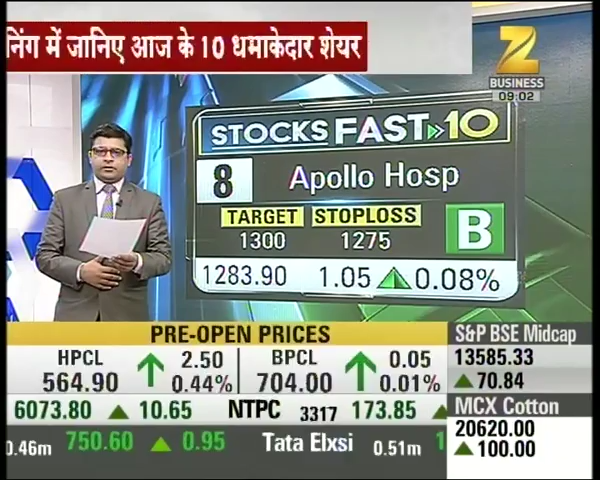 निंग में जानिए आज के 10 धमाकेदार शेयर
Z
BUSINESS
09:02
STOCKS FAST 10
8 Apollo Hosp
TARGET STOPLOSS
1300 1275 B
1283.90 1.05 0.08%
PRE-OPEN PRICES
HPCL 2.50 BPCL 0.05
564.90 0.44% 704.00 0.01%
S&P BSE Midcap
13585.33
70.84
MCX Cotton
20620.00
100.00
6073.80 10.65 NTPC 3317 173.85
0.46m 750.60 0.95 Tata Elxsi 0.51m 1